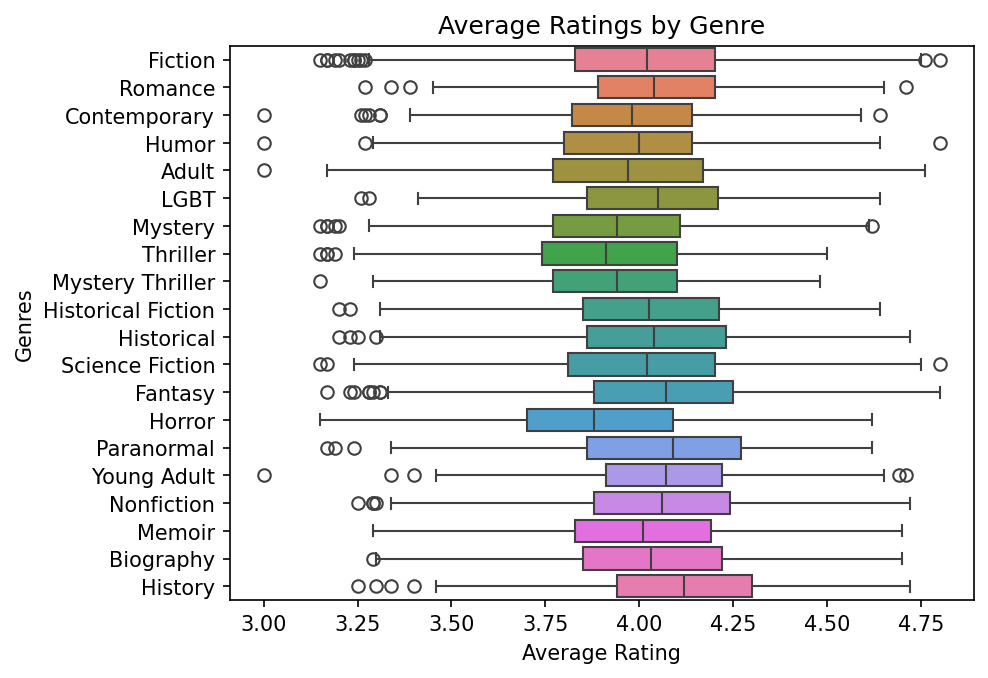 Average Ratings by Genre
Genres
Fiction
Romance
Contemporary
Humor
Adult
LGBT
Mystery
Thriller
Mystery Thriller
Historical Fiction
Historical
Science Fiction
Fantasy
Horror
Paranormal
Young Adult
Nonfiction
Memoir
Biography
History
3.00 3.25 3.50 3.75 4.00 4.25 4.50 4.75
Average Rating